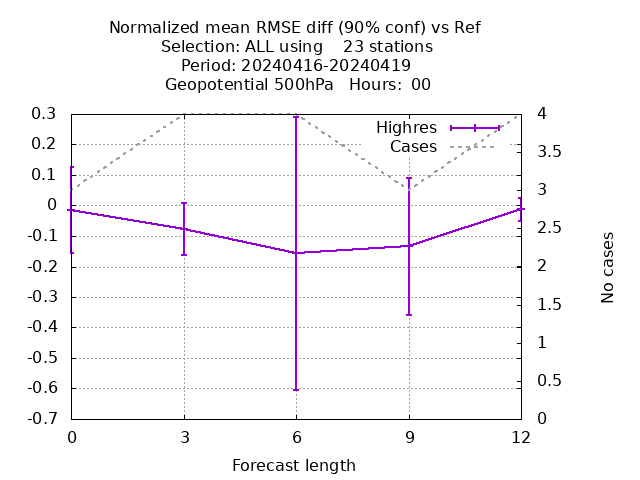 Normalized mean RMSE diff (90% conf) vs Ref
Selection: ALL using    23 stations
Period: 20240416-20240419
Geopotential 500hPa   Hours: 00
Highres
Cases
0.3
0.2
0.1
0
-0.1
-0.2
-0.3
-0.4
-0.5
-0.6
-0.7
4
3.5
3
2.5
2
1.5
1
0.5
0
No cases
0 3 6 9 12
Forecast length